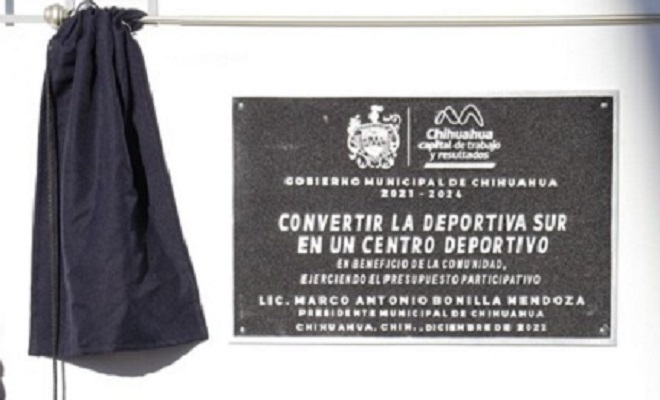 Chihuahua
capital de trabajo
y resultados
GOBIERNO MUNICIPAL DE CHIHUAHUA
2021 - 2024
CONVERTIR LA DEPORTIVA SUR
EN UN CENTRO DEPORTIVO
EN BENEFICIO DE LA COMUNIDAD,
EJERCIENDO EL PRESUPUESTO PARTICIPATIVO
LIC. MARCO ANTONIO BONILLA MENDOZA
PRESIDENTE MUNICIPAL DE CHIHUAHUA
CHIHUAHUA, CHIH., DICIEMBRE DE 2022